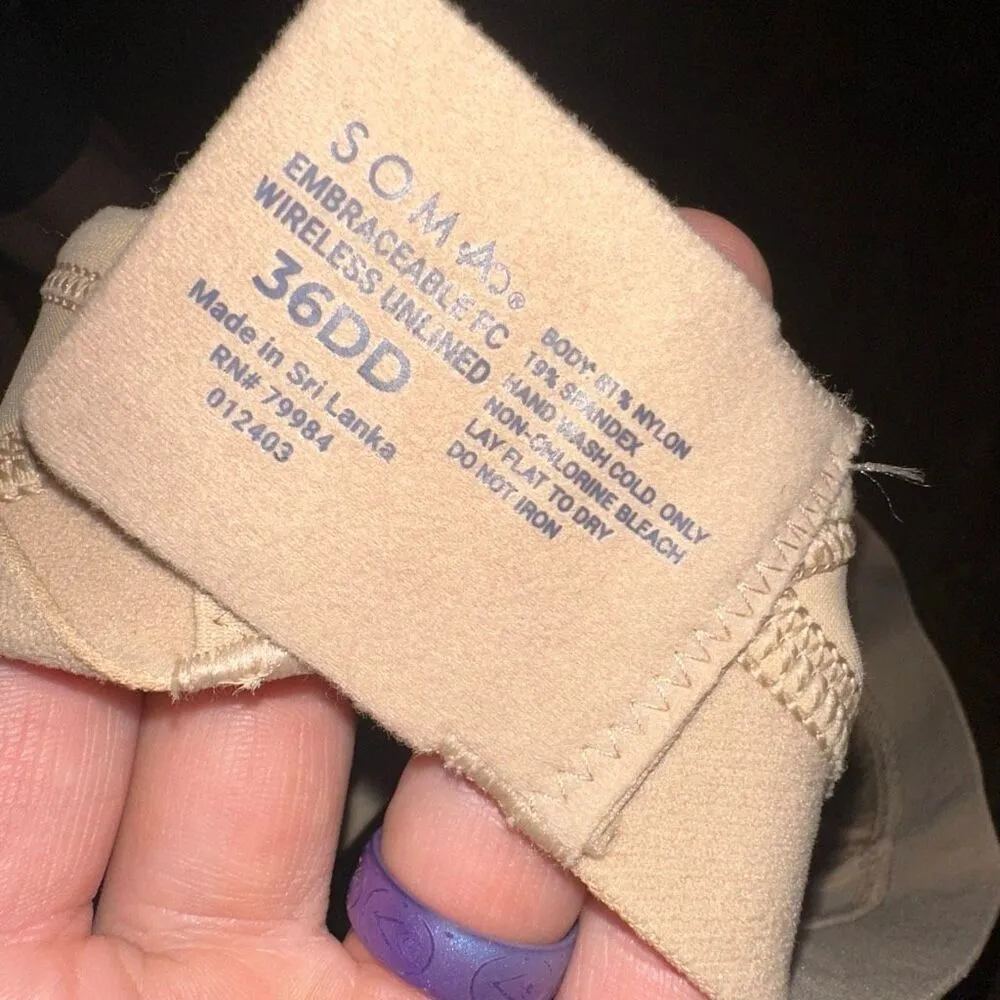 SOMA®
EMBRACEABLE FC
WIRELESS UNLINED
36DD
Made in Sri Lanka
RN# 79984
012403
BODY: 81% NYLON
19% SPANDEX
HAND WASH COLD ONLY
NON-CHLORINE BLEACH
LAY FLAT TO DRY
DO NOT IRON